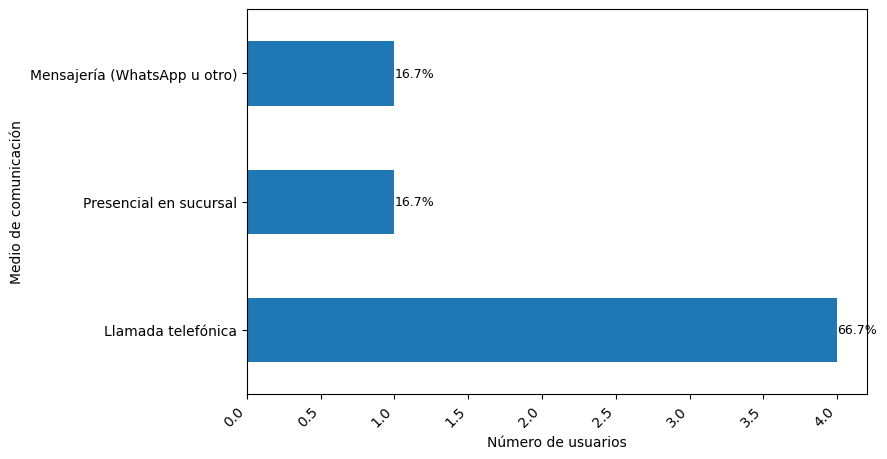 Mensajería (WhatsApp u otro)
16.7%
Presencial en sucursal
16.7%
Llamada telefónica
66.7%
Medio de comunicación
0.0
0.5
1.0
1.5
2.0
2.5
3.0
3.5
4.0
Número de usuarios